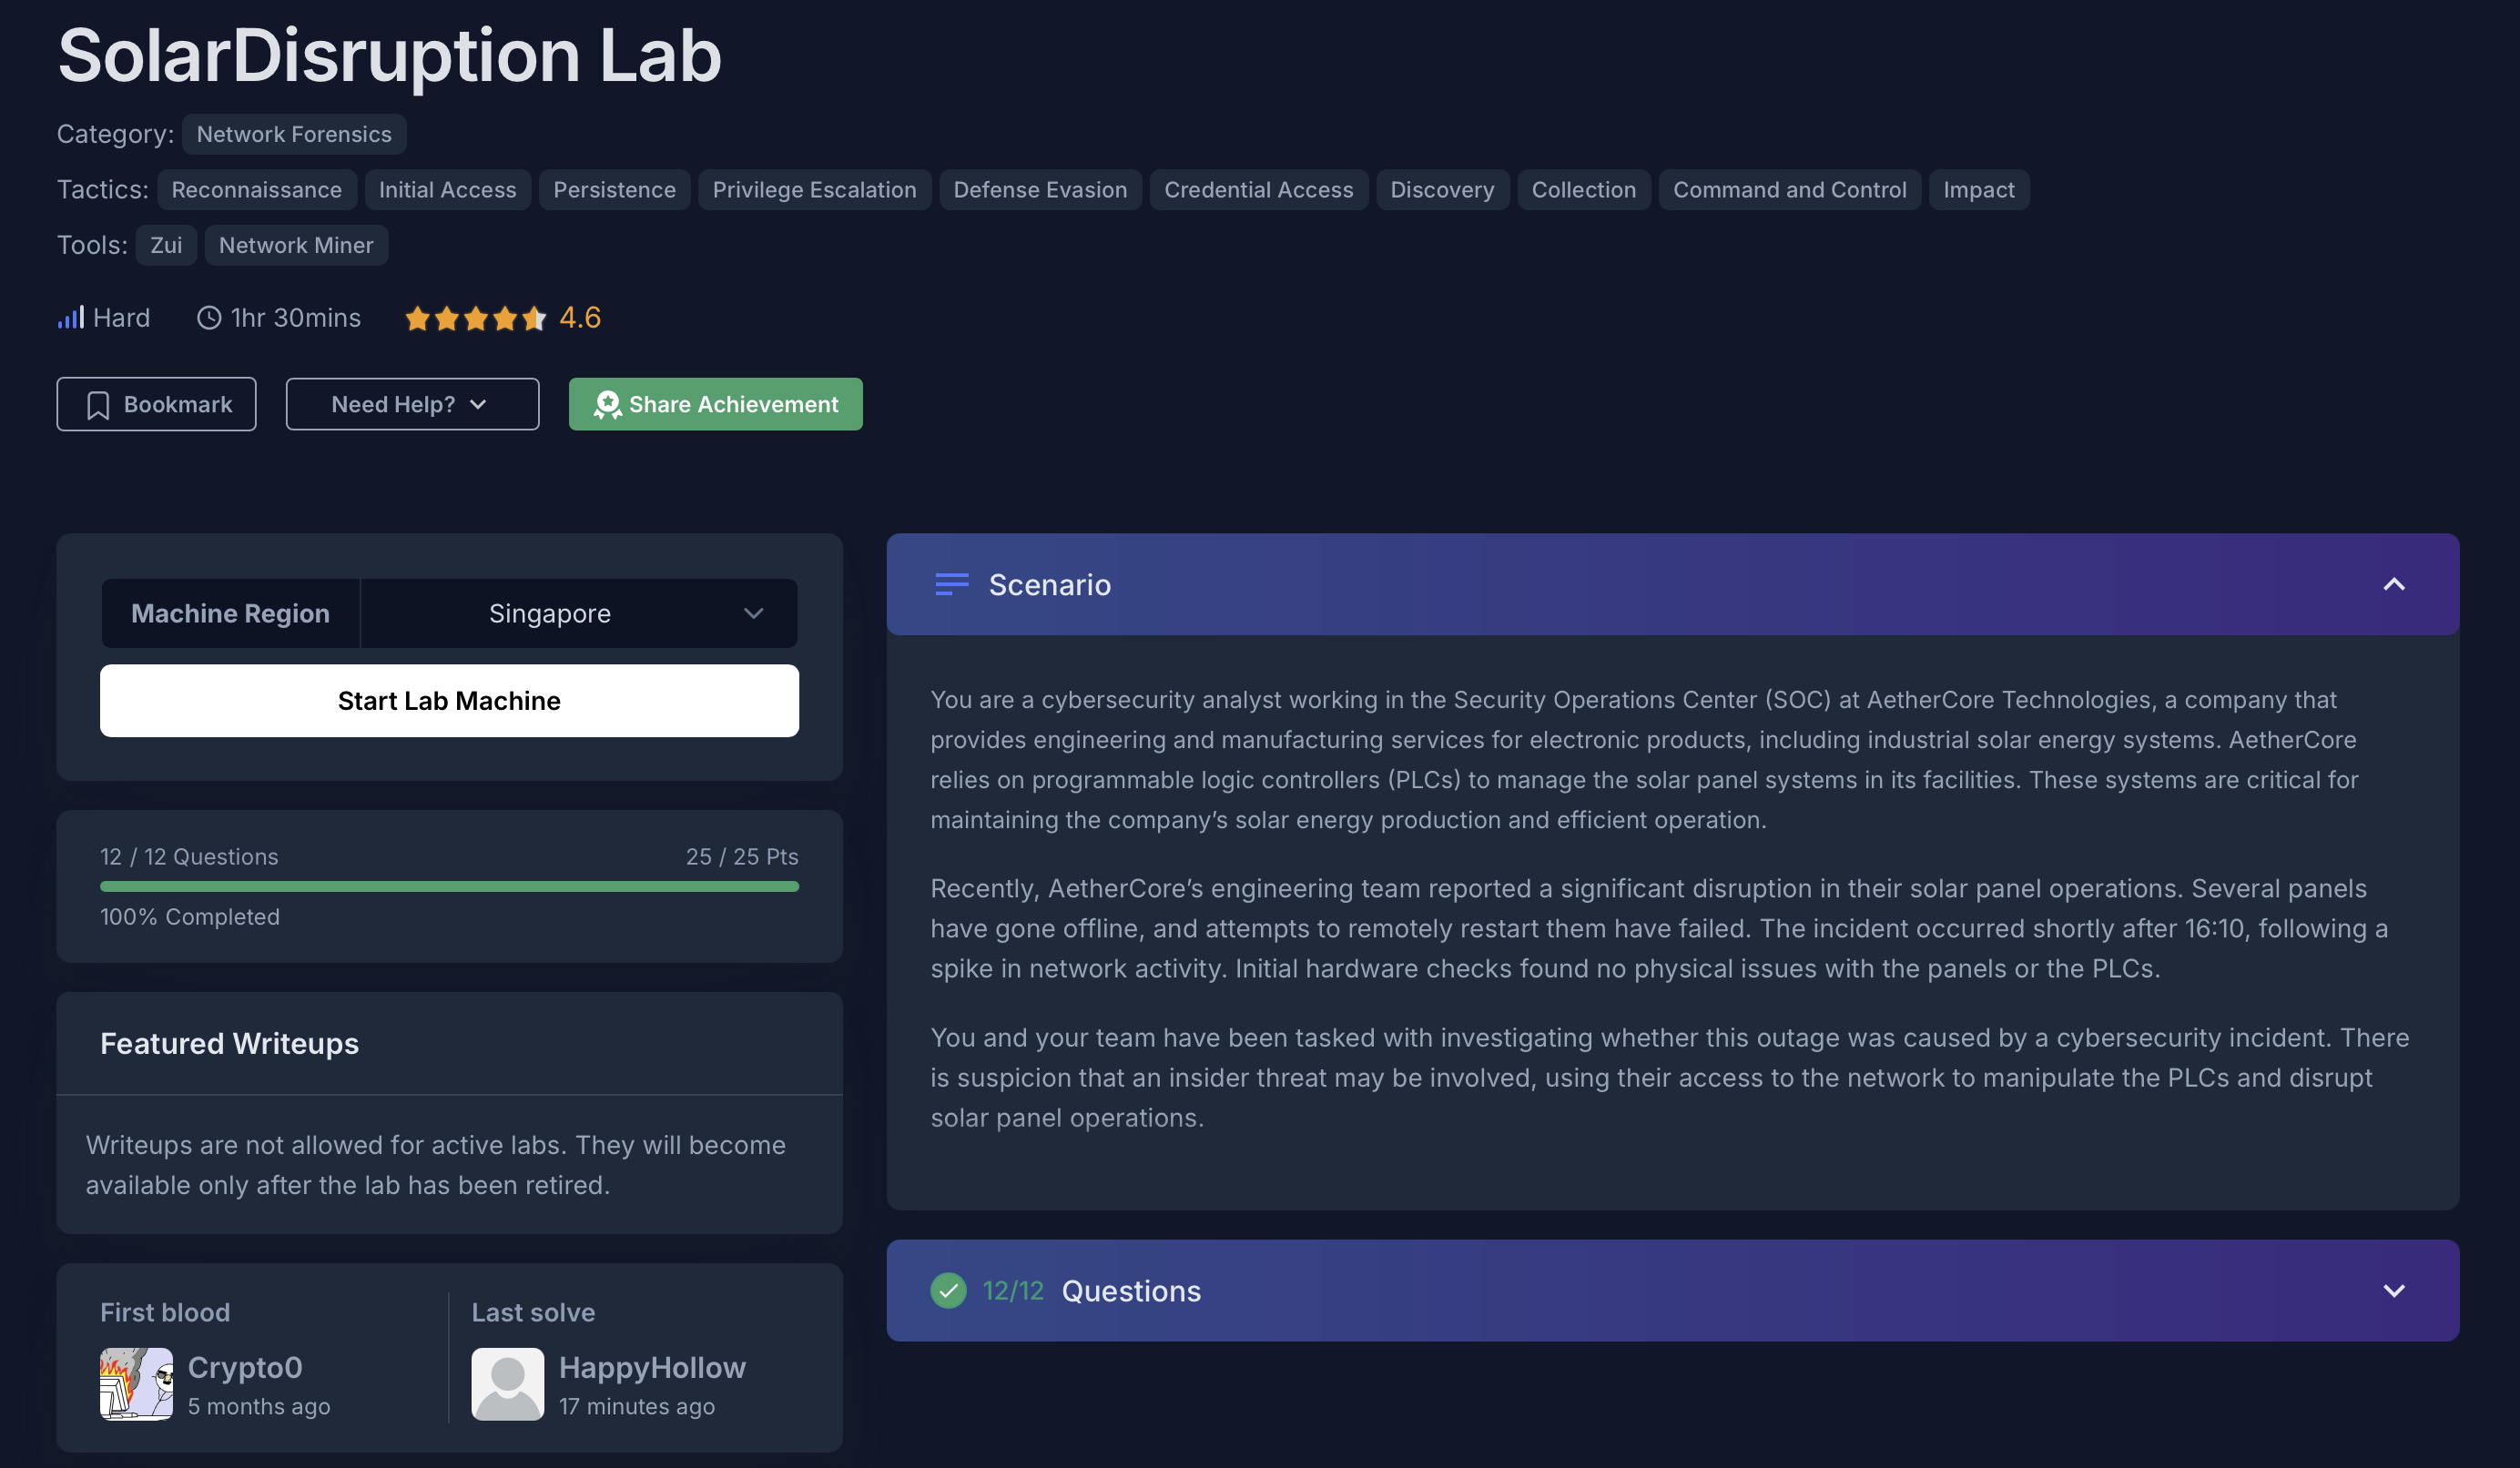 SolarDisruption Lab
Category: Network Forensics
Tactics: Reconnaissance Initial Access Persistence Privilege Escalation Defense Evasion Credential Access Discovery Collection Command and Control Impact
Tools: Zui Network Miner
Hard 1hr 30mins 4.6
Bookmark Need Help? Share Achievement
Machine Region Singapore
Start Lab Machine
12 / 12 Questions 25 / 25 Pts
100% Completed
Featured Writeups
Writeups are not allowed for active labs. They will become
available only after the lab has been retired.
First blood
Crypto0
5 months ago
Last solve
HappyHollow
17 minutes ago
Scenario
You are a cybersecurity analyst working in the Security Operations Center (SOC) at AetherCore Technologies, a company that
provides engineering and manufacturing services for electronic products, including industrial solar energy systems. AetherCore
relies on programmable logic controllers (PLCs) to manage the solar panel systems in its facilities. These systems are critical for
maintaining the company’s solar energy production and efficient operation.
Recently, AetherCore’s engineering team reported a significant disruption in their solar panel operations. Several panels
have gone offline, and attempts to remotely restart them have failed. The incident occurred shortly after 16:10, following a
spike in network activity. Initial hardware checks found no physical issues with the panels or the PLCs.
You and your team have been tasked with investigating whether this outage was caused by a cybersecurity incident. There
is suspicion that an insider threat may be involved, using their access to the network to manipulate the PLCs and disrupt
solar panel operations.
12/12 Questions